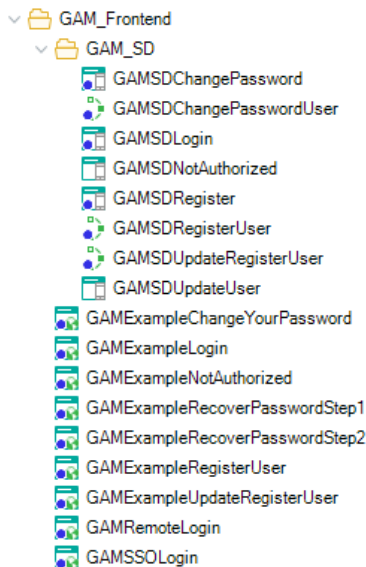 GAM_Frontend
GAM_SD
GAMSDChangePassword
GAMSDChangePasswordUser
GAMSDLogin
GAMSDNotAuthorized
GAMSDRegister
GAMSDRegisterUser
GAMSDUpdateRegisterUser
GAMSDUpdateUser
GAMExampleChangeYourPassword
GAMExampleLogin
GAMExampleNotAuthorized
GAMExampleRecoverPasswordStep1
GAMExampleRecoverPasswordStep2
GAMExampleRegisterUser
GAMExampleUpdateRegisterUser
GAMRemoteLogin
GAMSSOLogin